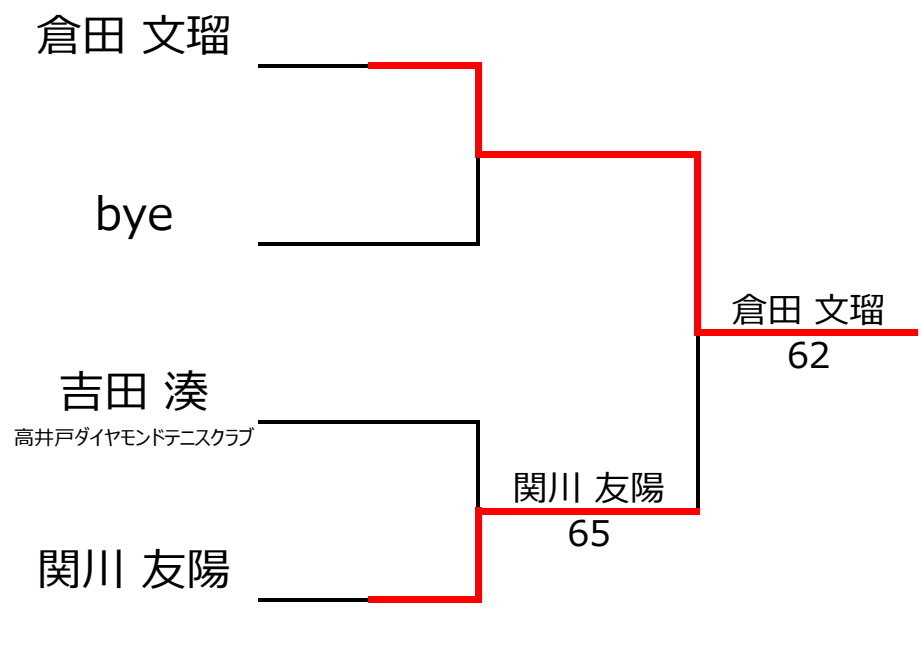 倉田 文瑠
bye
吉田 湊
高井戸ダイヤモンドテニスクラブ
関川 友陽
関川 友陽
65
倉田 文瑠
62